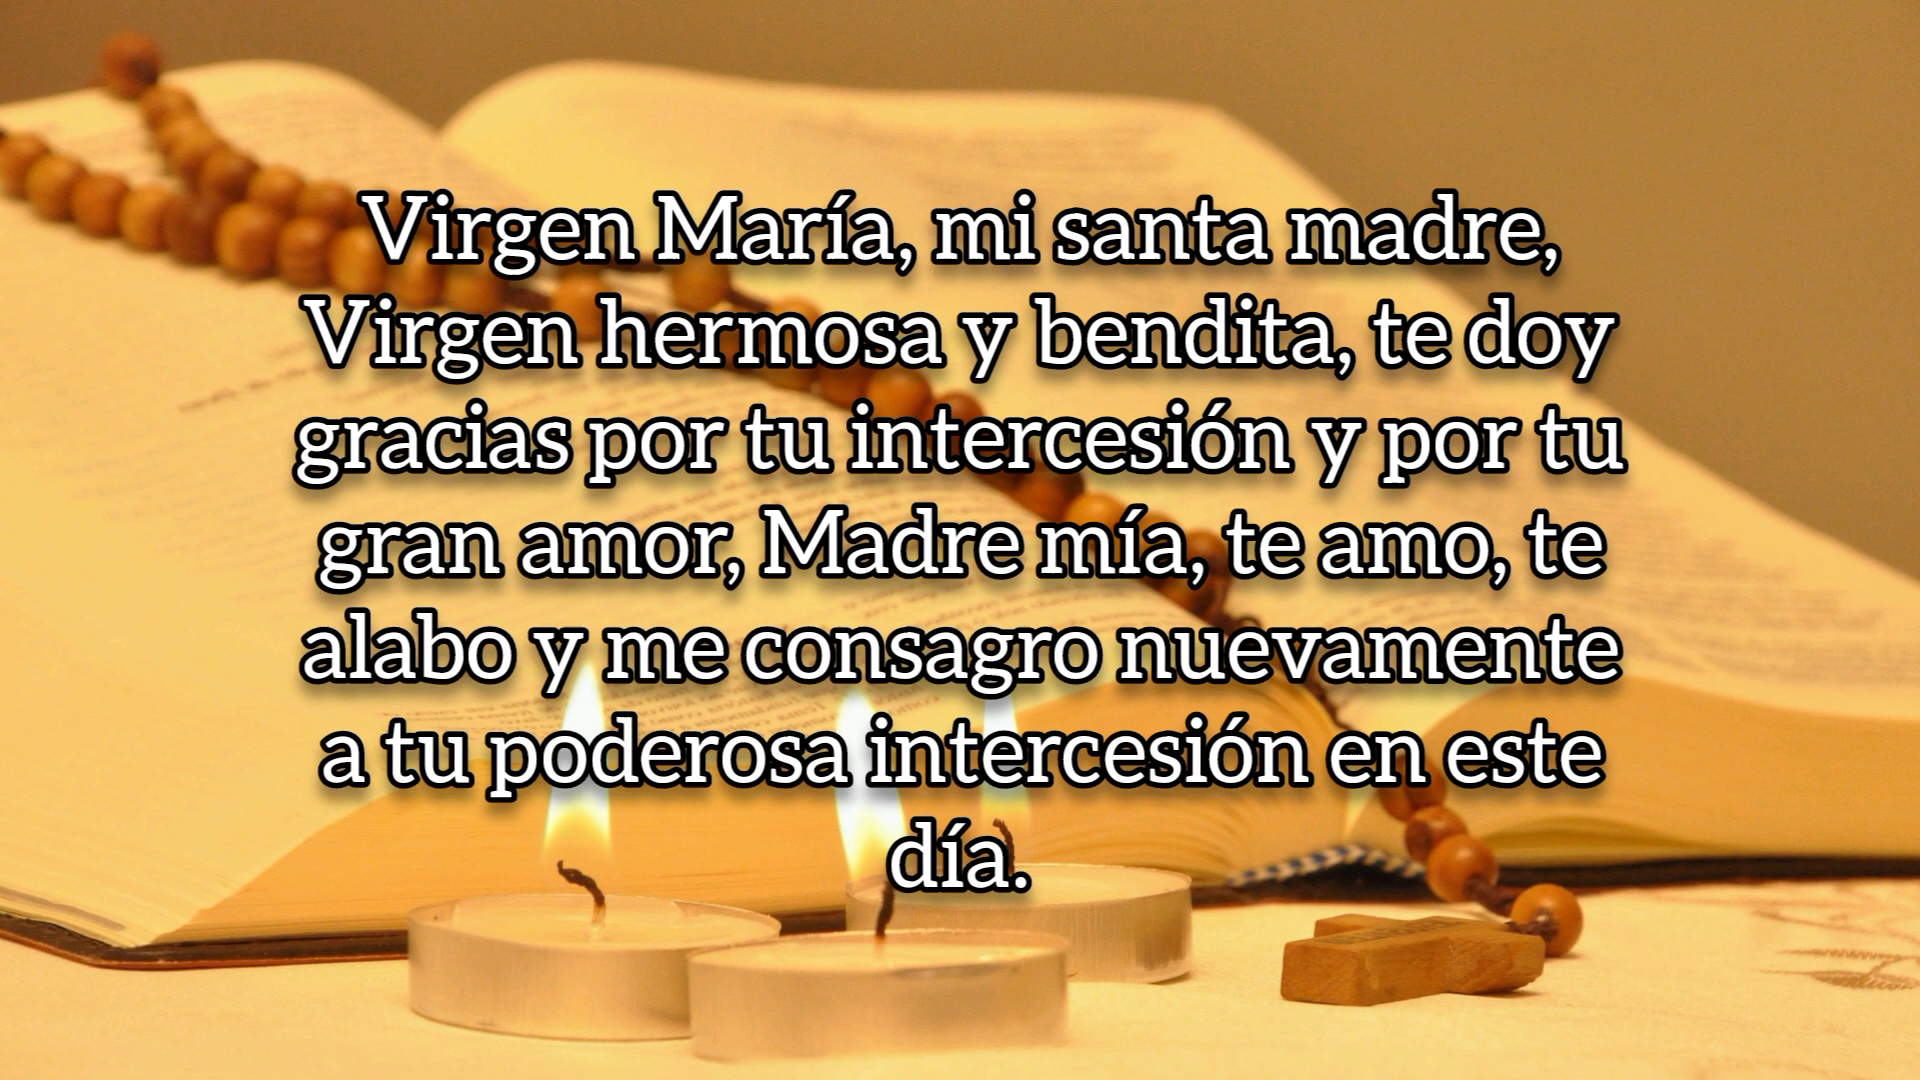 Virgen María, mi santa madre,
Virgen hermosa y bendita, te doy
gracias por tu intercesión y por tu
gran amor, Madre mía, te amo, te
alabo y me consagro nuevamente
a tu poderosa intercesión en este
día.